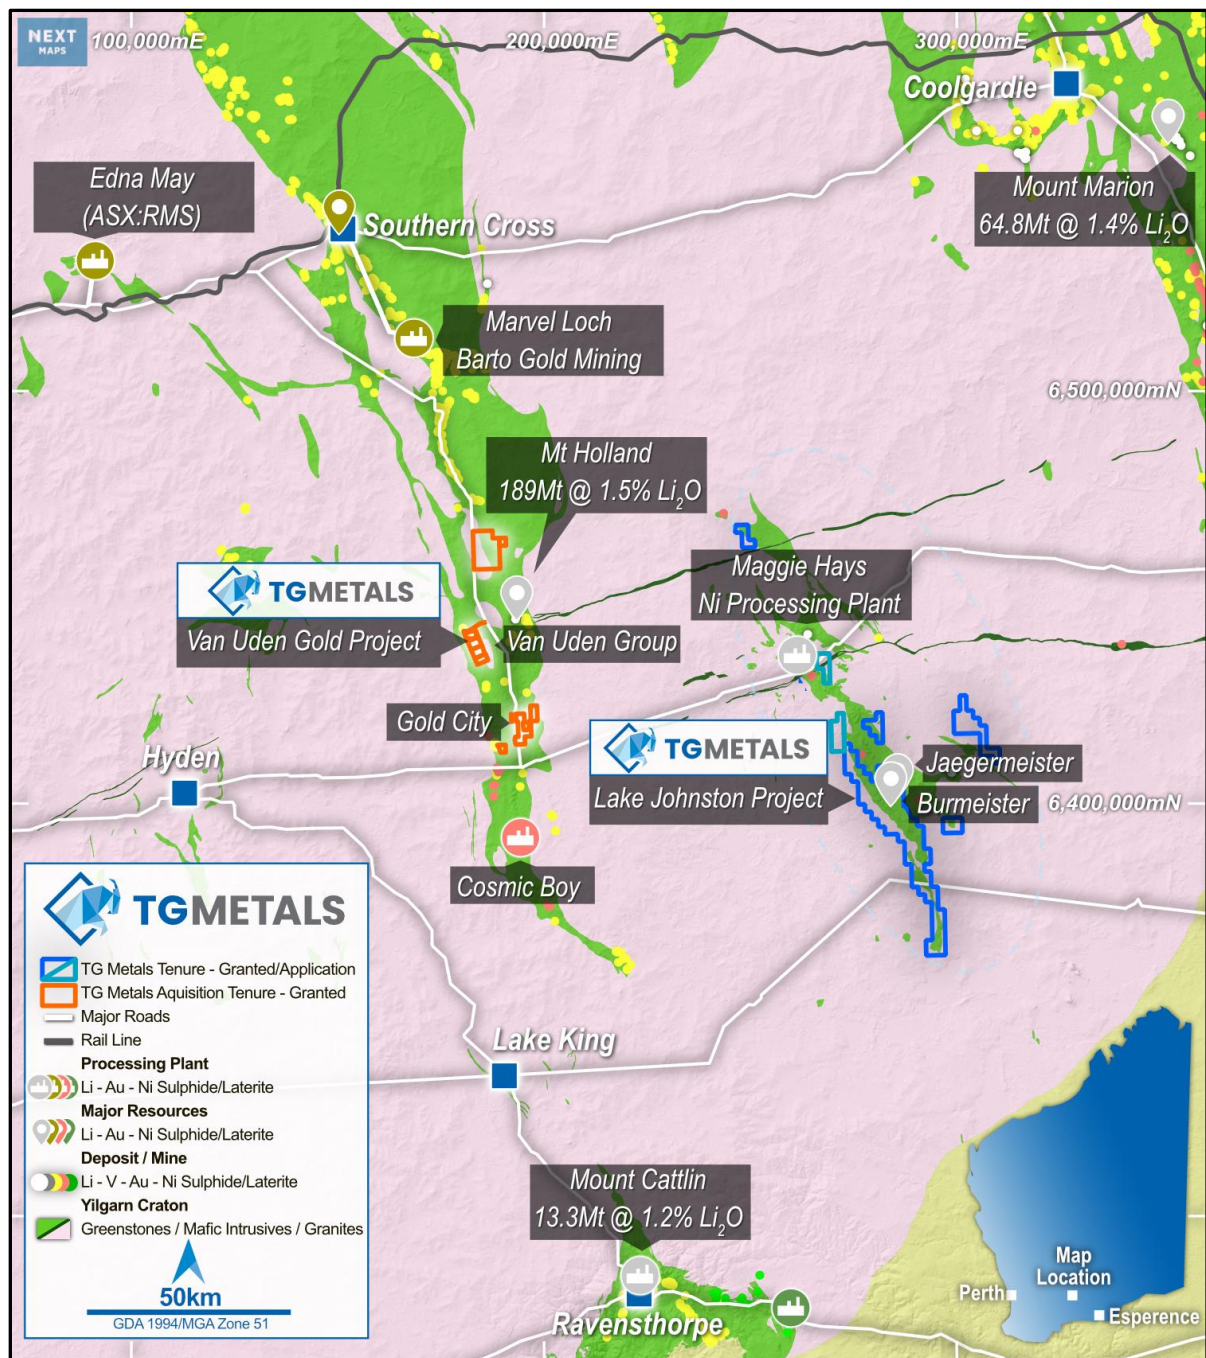 NEXT
MAPS
100,000mE
200,000mE
300,000mE
Coolgardie
Edna May
(ASX:RMS)
Southern Cross
Mount Marion
64.8Mt @ 1.4% Li₂O
Marvel Loch
Barto Gold Mining
6,500,000mN
Mt Holland
189Mt @ 1.5% Li₂O
TGMETALS
Van Uden Gold Project
Van Uden Group
Maggie Hays
Ni Processing Plant
Gold City
TGMETALS
Lake Johnston Project
Jaegermeister
Burmeister
6,400,000mN
Hyden
Cosmic Boy
TGMETALS
TG Metals Tenure - Granted/Application
TG Metals Aquisition Tenure - Granted
Major Roads
Rail Line
Processing Plant
Li - Au - Ni Sulphide/Laterite
Major Resources
Li - Au - Ni Sulphide/Laterite
Deposit / Mine
Li - V - Au - Ni Sulphide/Laterite
Yilgarn Craton
Greenstones / Mafic Intrusives / Granites
50km
GDA 1994/MGA Zone 51
Lake King
Mount Cattlin
13.3Mt @ 1.2% Li₂O
Ravensthorpe
Map
Location
Perth
Esperence